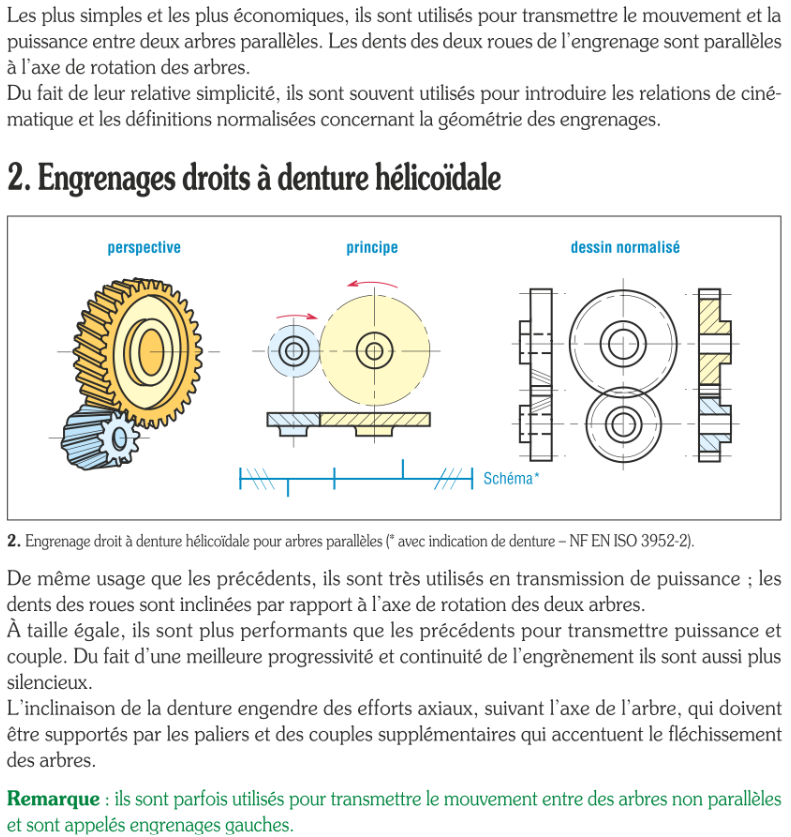 Les plus simples et les plus économiques, ils sont utilisés pour transmettre le mouvement et la
puissance entre deux arbres parallèles. Les dents des deux roues de l'engrenage sont parallèles
à l'axe de rotation des arbres.
Du fait de leur relative simplicité, ils sont souvent utilisés pour introduire les relations de ciné-
matique et les définitions normalisées concernant la géométrie des engrenages.
2. Engrenages droits à denture hélicoïdale
perspective principe dessin normalisé
Schéma*
2. Engrenage droit à denture hélicoïdale pour arbres parallèles (* avec indication de denture – NF EN ISO 3952-2).
De même usage que les précédents, ils sont très utilisés en transmission de puissance ; les
dents des roues sont inclinées par rapport à l'axe de rotation des deux arbres.
À taille égale, ils sont plus performants que les précédents pour transmettre puissance et
couple. Du fait d'une meilleure progressivité et continuité de l'engrènement ils sont aussi plus
silencieux.
L'inclinaison de la denture engendre des efforts axiaux, suivant l'axe de l'arbre, qui doivent
être supportés par les paliers et des couples supplémentaires qui accentuent le fléchissement
des arbres.
Remarque : ils sont parfois utilisés pour transmettre le mouvement entre des arbres non parallèles
et sont appelés engrenages gauches.